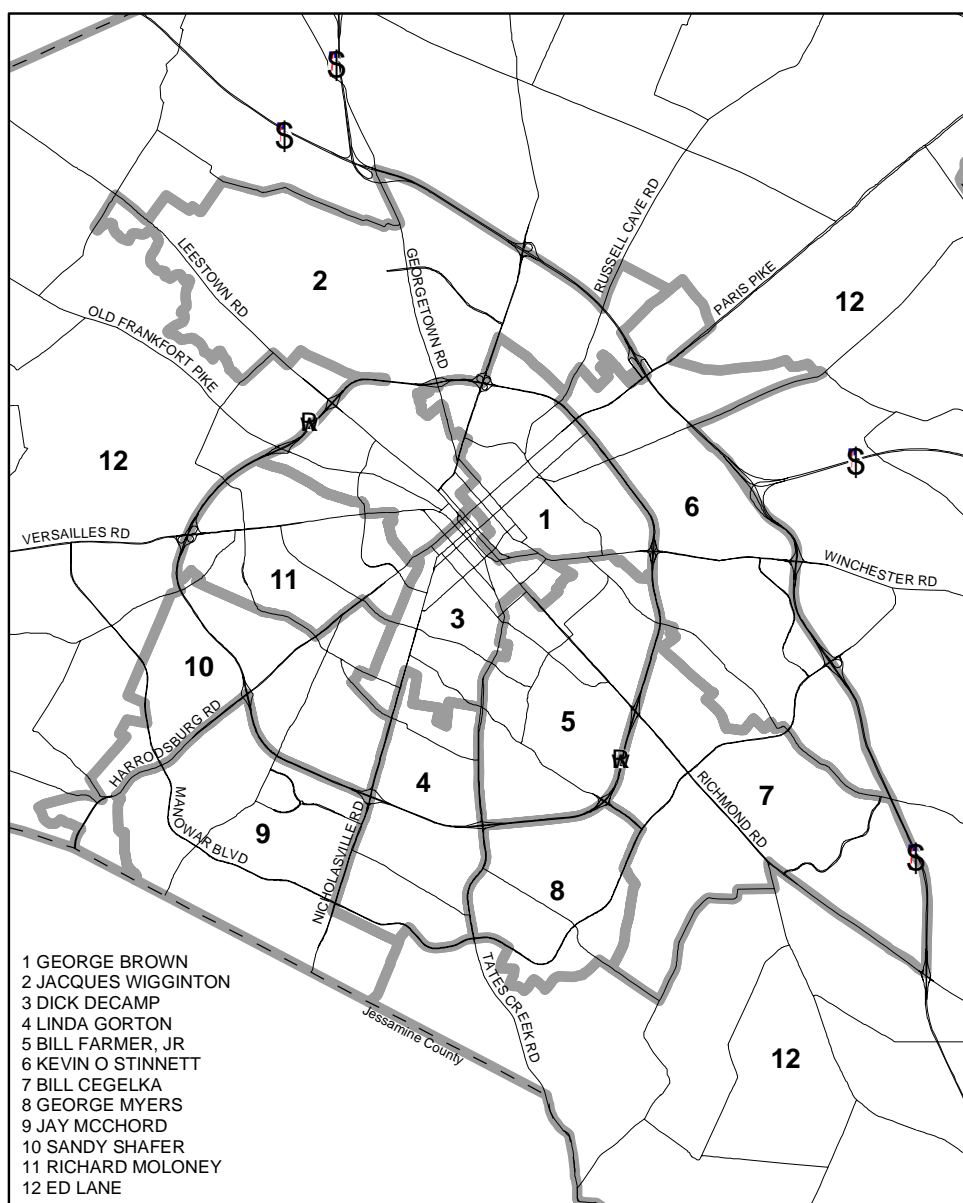 $
$
RUSSELL CAVE RD
LEESTOWN RD
GEORGETOWN RD
PARIS PIKE
2
12
OLD FRANKFORT PIKE
12
$
1
6
VERSAILLES RD
WINCHESTER RD
11
3
10
5
HARRODSBURG RD
4
7
RICHMOND RD
MANOWAR BLVD
9
NICHOLASVILLE RD
$
8
TATES CREEK RD
Jessamine County
12
1 GEORGE BROWN
2 JACQUES WIGGINTON
3 DICK DECAMP
4 LINDA GORTON
5 BILL FARMER, JR
6 KEVIN O STINNETT
7 BILL CEGELKA
8 GEORGE MYERS
9 JAY MCCHORD
10 SANDY SHAFER
11 RICHARD MOLONEY
12 ED LANE